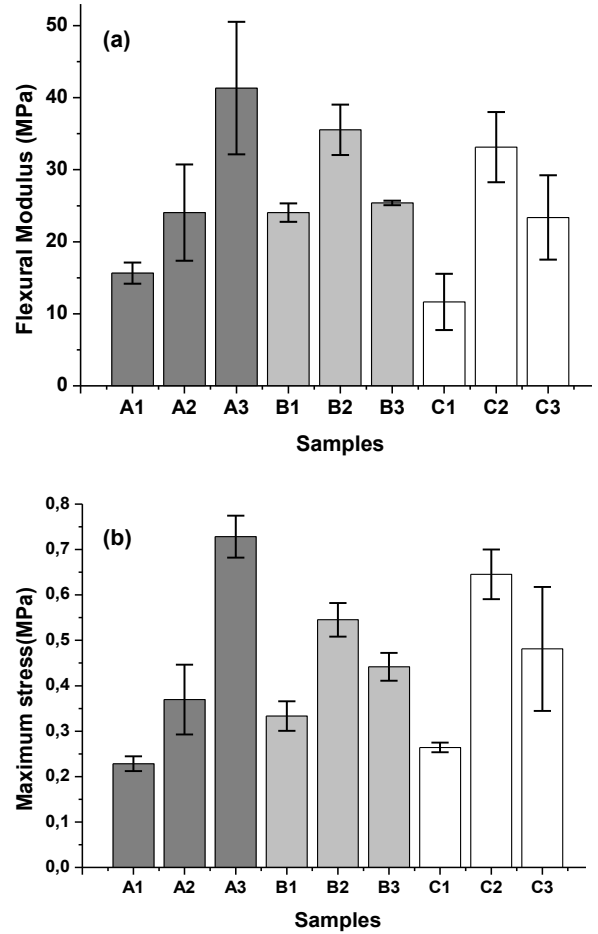 (a)
Flexural Modulus (MPa)
50
40
30
20
10
0
A1 A2 A3 B1 B2 B3 C1 C2 C3
Samples
(b)
Maximum stress(MPa)
0,8
0,7
0,6
0,5
0,4
0,3
0,2
0,1
0,0
A1 A2 A3 B1 B2 B3 C1 C2 C3
Samples